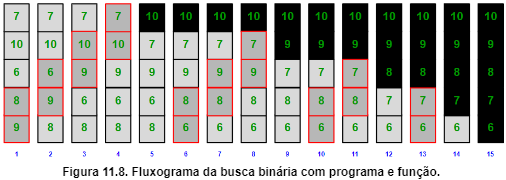 7 7 7 7 10 10 10 10 10 10 10 10 10 10 10
10 10 10 10 7 7 7 7 9 9 9 9 9 9 9
6 6 9 9 9 9 9 9 7 7 7 8 8 8 8
8 9 6 6 6 8 8 8 8 8 8 7 7 7 7
9 8 8 8 8 6 6 6 6 6 6 6 6 6 6
1 2 3 4 5 6 7 8 9 10 11 12 13 14 15
Figura 11.8. Fluxograma da busca binária com programa e função.